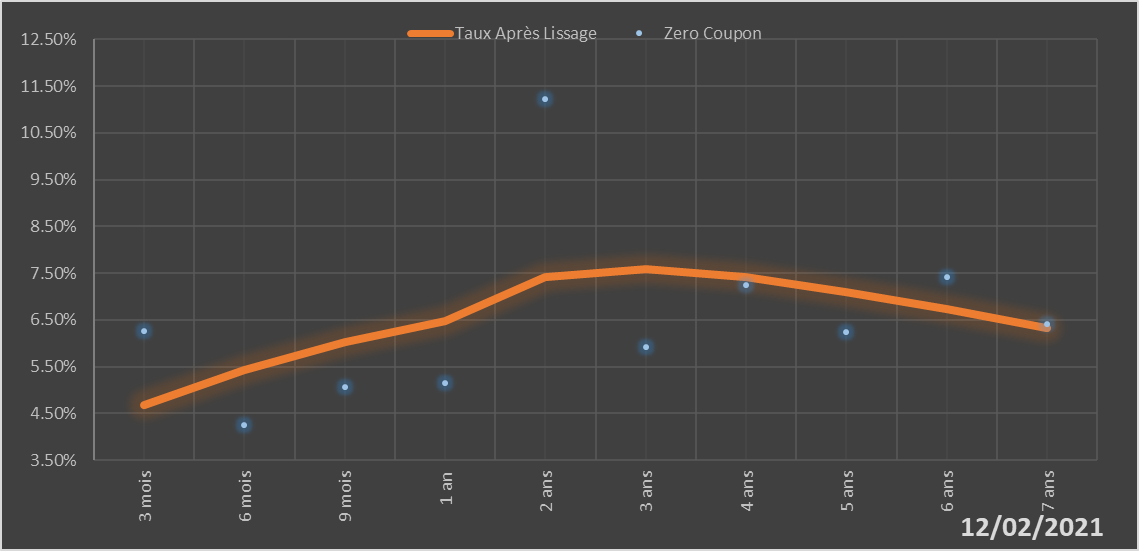 Taux Après Lissage Zero Coupon
12.50%
11.50%
10.50%
9.50%
8.50%
7.50%
6.50%
5.50%
4.50%
3.50%
3 mois
6 mois
9 mois
1 an
2 ans
3 ans
4 ans
5 ans
6 ans
7 ans
12/02/2021